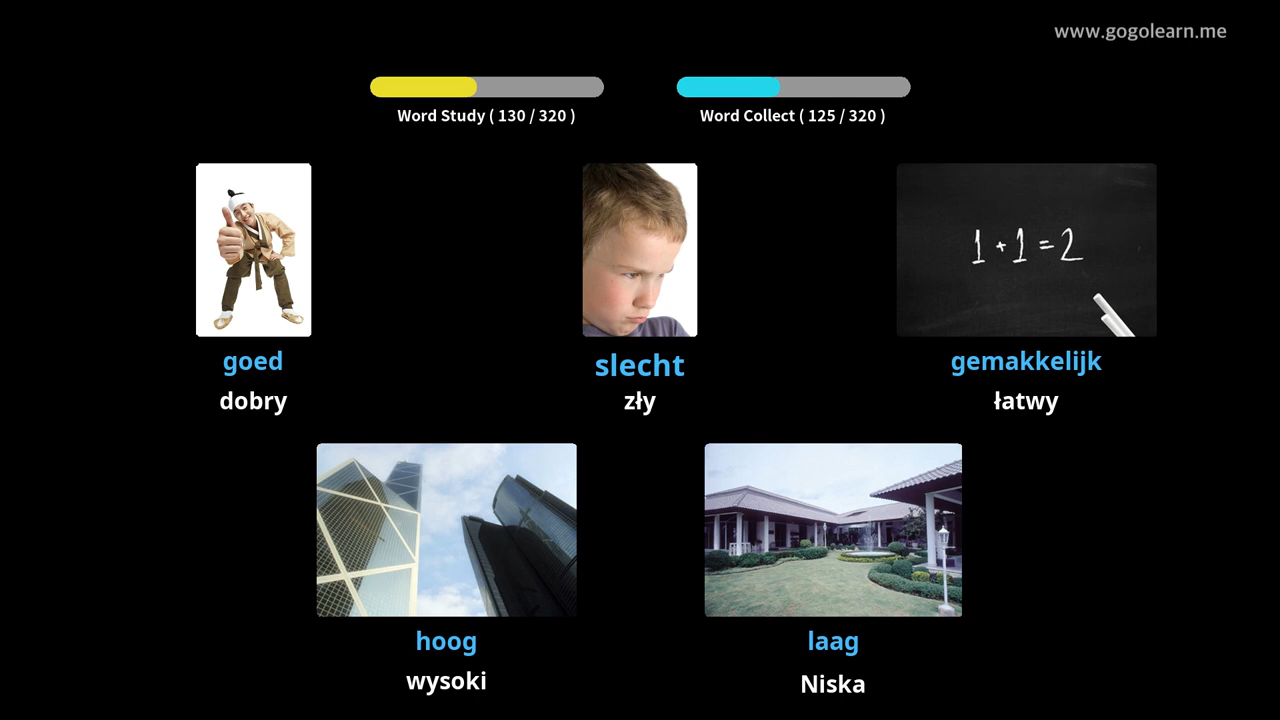 www.gogolearn.me
Word Study ( 130 / 320 )
Word Collect ( 125 / 320 )
1 + 1 = 2
goed
slecht
gemakkelijk
dobry
zły
łatwy
hoog
laag
wysoki
Niska